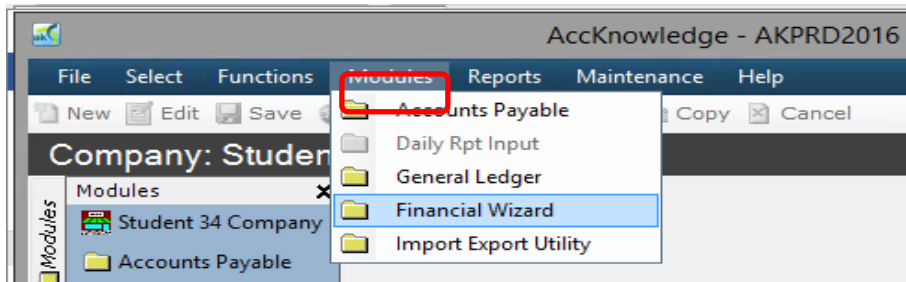 AccKnowledge - AKPRD2016
File Select Functions Modules Reports Maintenance Help
New Edit Save Copy Cancel
Accounts Payable
Daily Rpt Input
General Ledger
Financial Wizard
Import Export Utility
Company: Studen
Modules
Modules
Student 34 Company
Accounts Payable